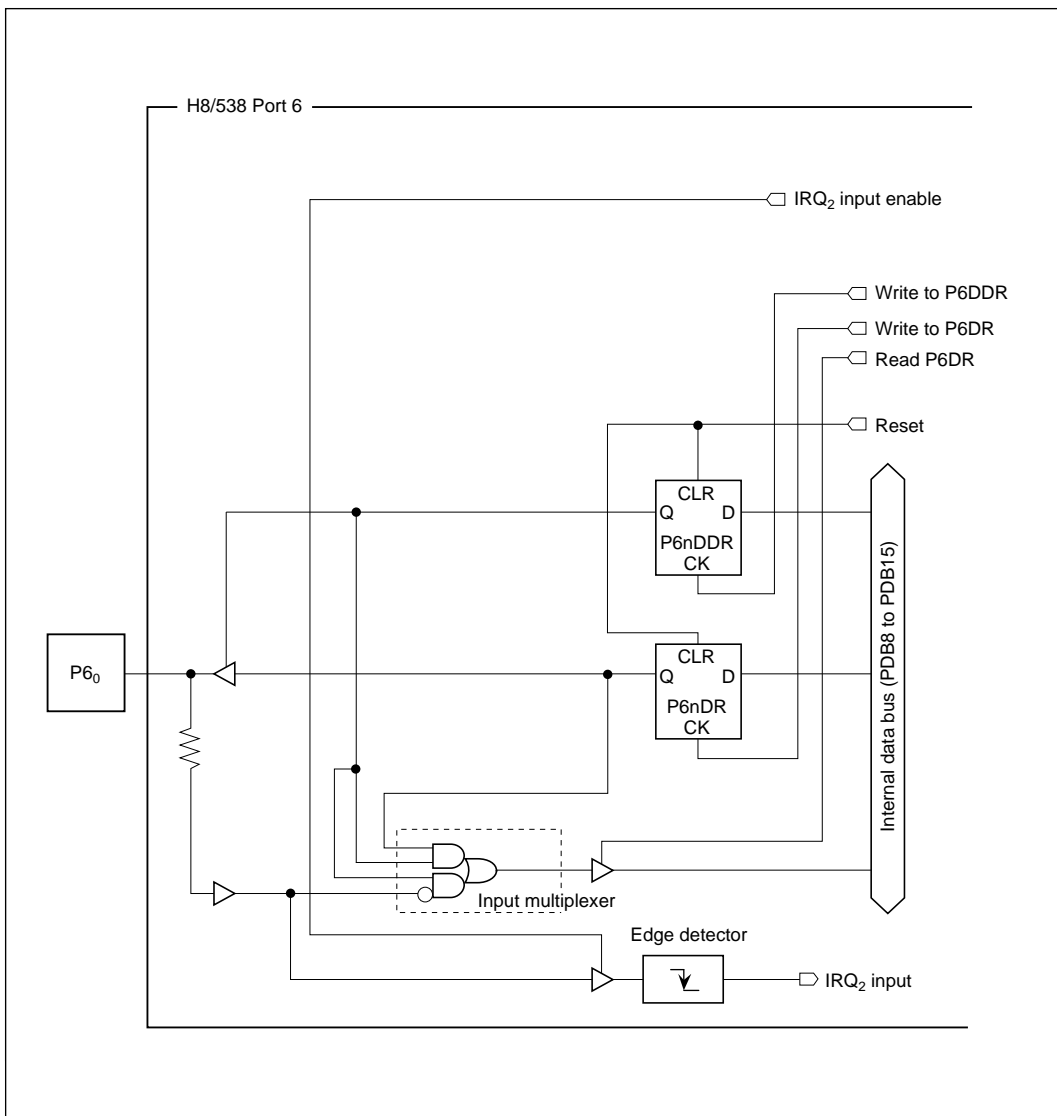 H8/538 Port 6
IRQ₂ input enable
Write to P6DDR
Write to P6DR
Read P6DR
Reset
CLR
Q D
P6nDDR
CK
Internal data bus (PDB8 to PDB15)
P6₀
CLR
Q D
P6nDR
CK
Input multiplexer
Edge detector
IRQ₂ input